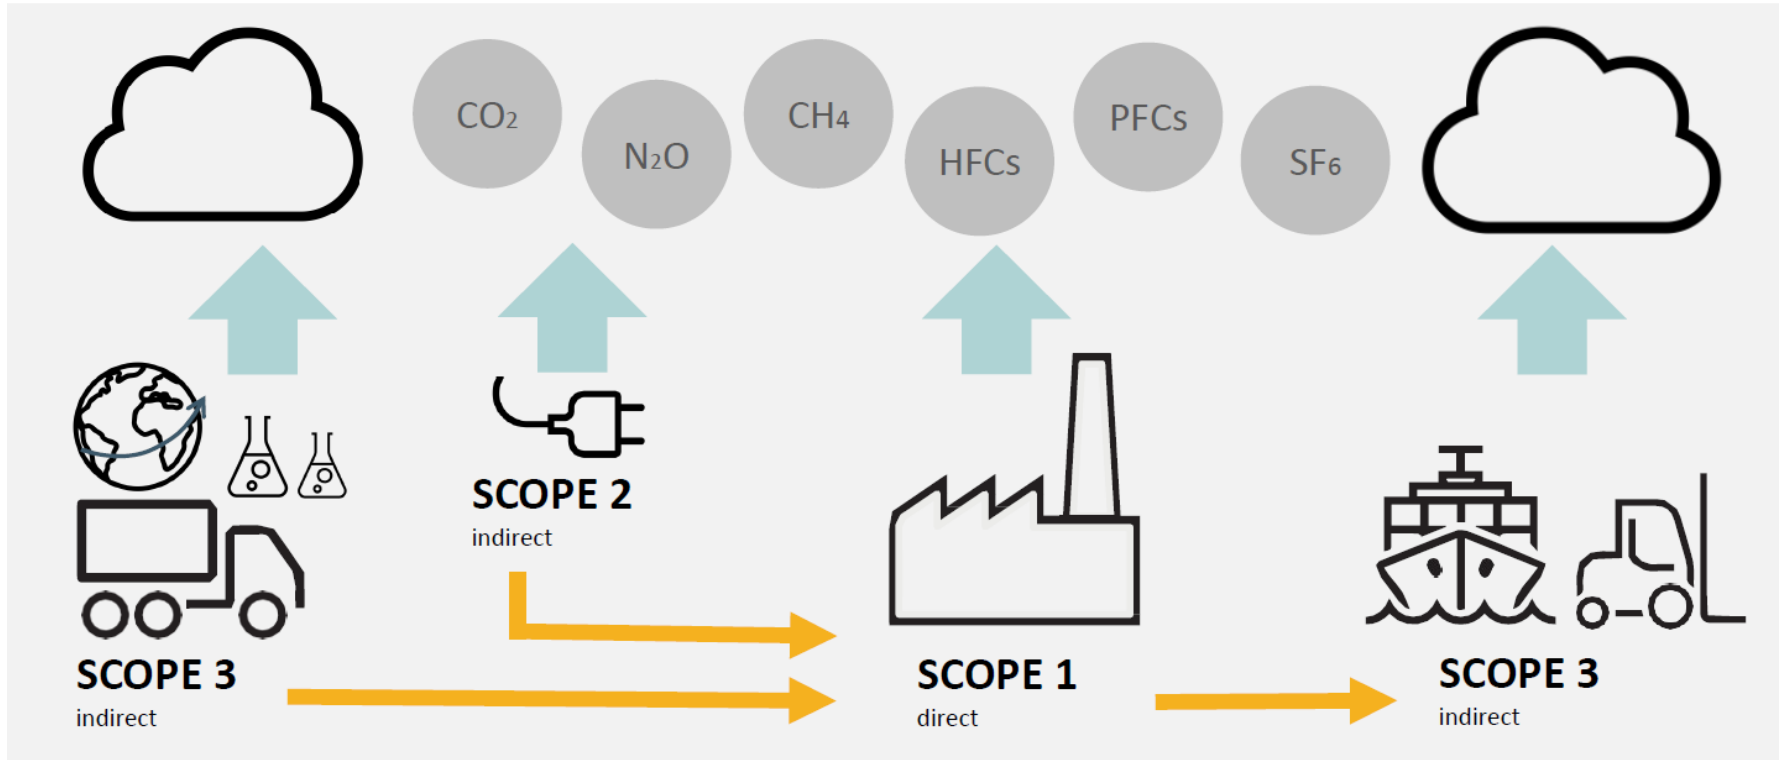 CO₂
N₂O
CH₄
HFCs
PFCs
SF₆
SCOPE 2
indirect
SCOPE 3
indirect
SCOPE 1
direct
SCOPE 3
indirect